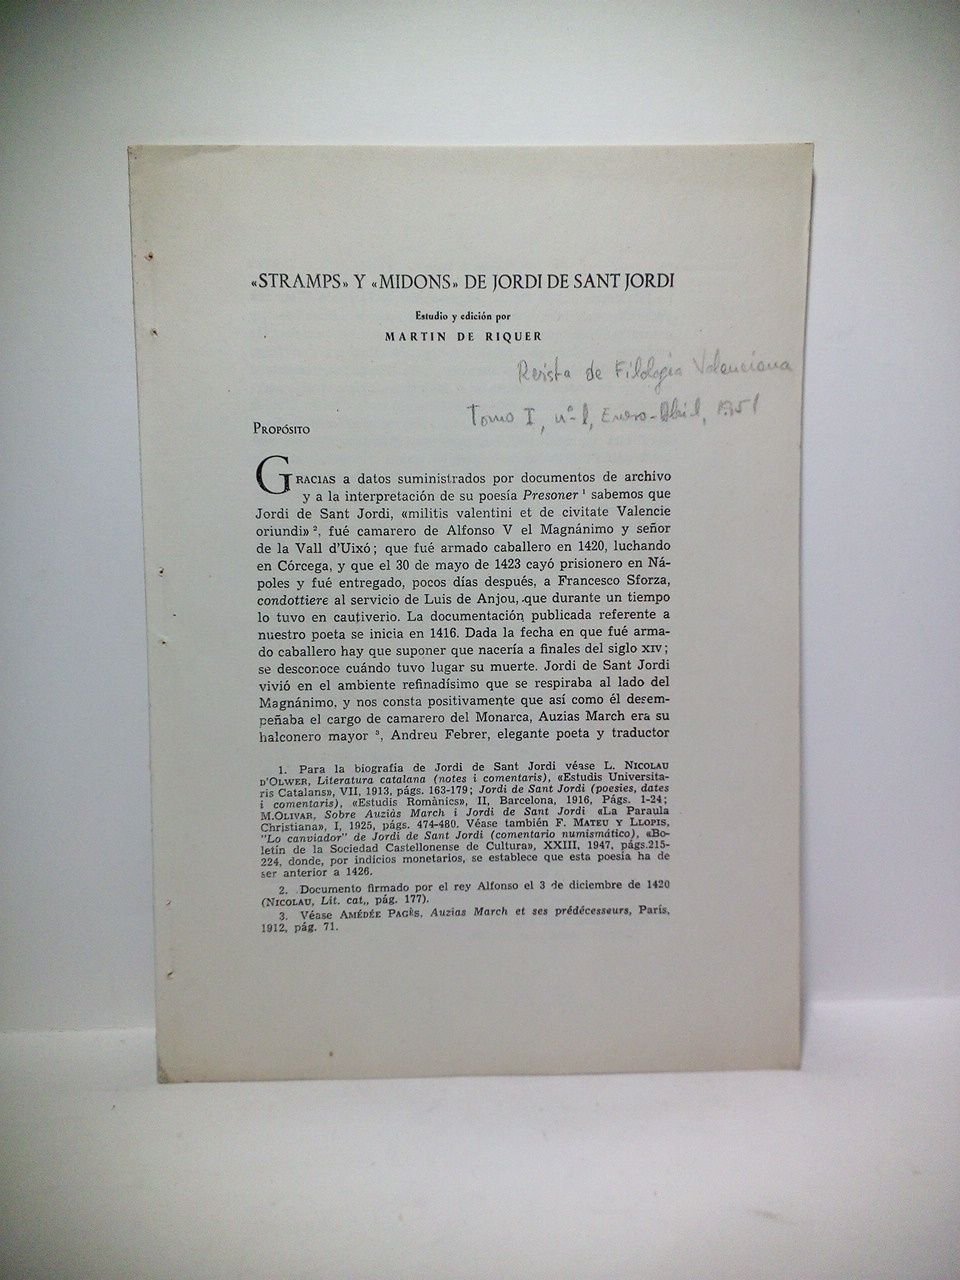 «STRAMPS» Y «MIDONS» DE JORDI DE SANT JORDI
Estudio y edición por
MARTIN DE RIQUER
Revista de Filología Valenciana
Tomo I, nº 1, Enero-Abril, 1951
PROPÓSITO
GRACIAS a datos suministrados por documentos de archivo
y a la interpretación de su poesía Presoner ¹ sabemos que
Jordi de Sant Jordi, «militis valentini et de civitate Valencie
oriundi» ², fué camarero de Alfonso V el Magnánimo y señor
de la Vall d'Uixó; que fué armado caballero en 1420, luchando
en Córcega, y que el 30 de mayo de 1423 cayó prisionero en Ná-
poles y fué entregado, pocos días después, a Francesco Sforza,
condottiere al servicio de Luis de Anjou, que durante un tiempo
lo tuvo en cautiverio. La documentación publicada referente a
nuestro poeta se inicia en 1416. Dada la fecha en que fué arma-
do caballero hay que suponer que nacería a finales del siglo XIV;
se desconoce cuándo tuvo lugar su muerte. Jordi de Sant Jordi
vivió en el ambiente refinadísimo que se respiraba al lado del
Magnánimo, y nos consta positivamente que así como él desem-
peñaba el cargo de camarero del Monarca, Auzias March era su
halconero mayor ³, Andreu Febrer, elegante poeta y traductor
1. Para la biografía de Jordi de Sant Jordi véase L. NICOLAU
D'OLWER, Literatura catalana (notes i comentaris), «Estudis Universita-
ris Catalans», VII, 1913, págs. 163-179; Jordi de Sant Jordi (poesies, dates
i comentaris), «Estudis Romànics», II, Barcelona, 1916, Págs. 1-24;
M.OLIVAR, Sobre Auziàs March i Jordi de Sant Jordi «La Paraula
Christiana», I, 1925, págs. 474-480. Véase también F. MATEU Y LLOPIS,
"Lo canviador" de Jordi de Sant Jordi (comentario numismático), «Bo-
letín de la Sociedad Castellonense de Cultura», XXIII, 1947, págs.215-
224, donde, por indicios monetarios, se establece que esta poesía ha de
ser anterior a 1426.
2. Documento firmado por el rey Alfonso el 3 de diciembre de 1420
(NICOLAU, Lit. cat,, pág. 177).
3. Véase AMÉDÉE PAGÈS, Auzias March et ses prédécesseurs, París,
1912, pág. 71.